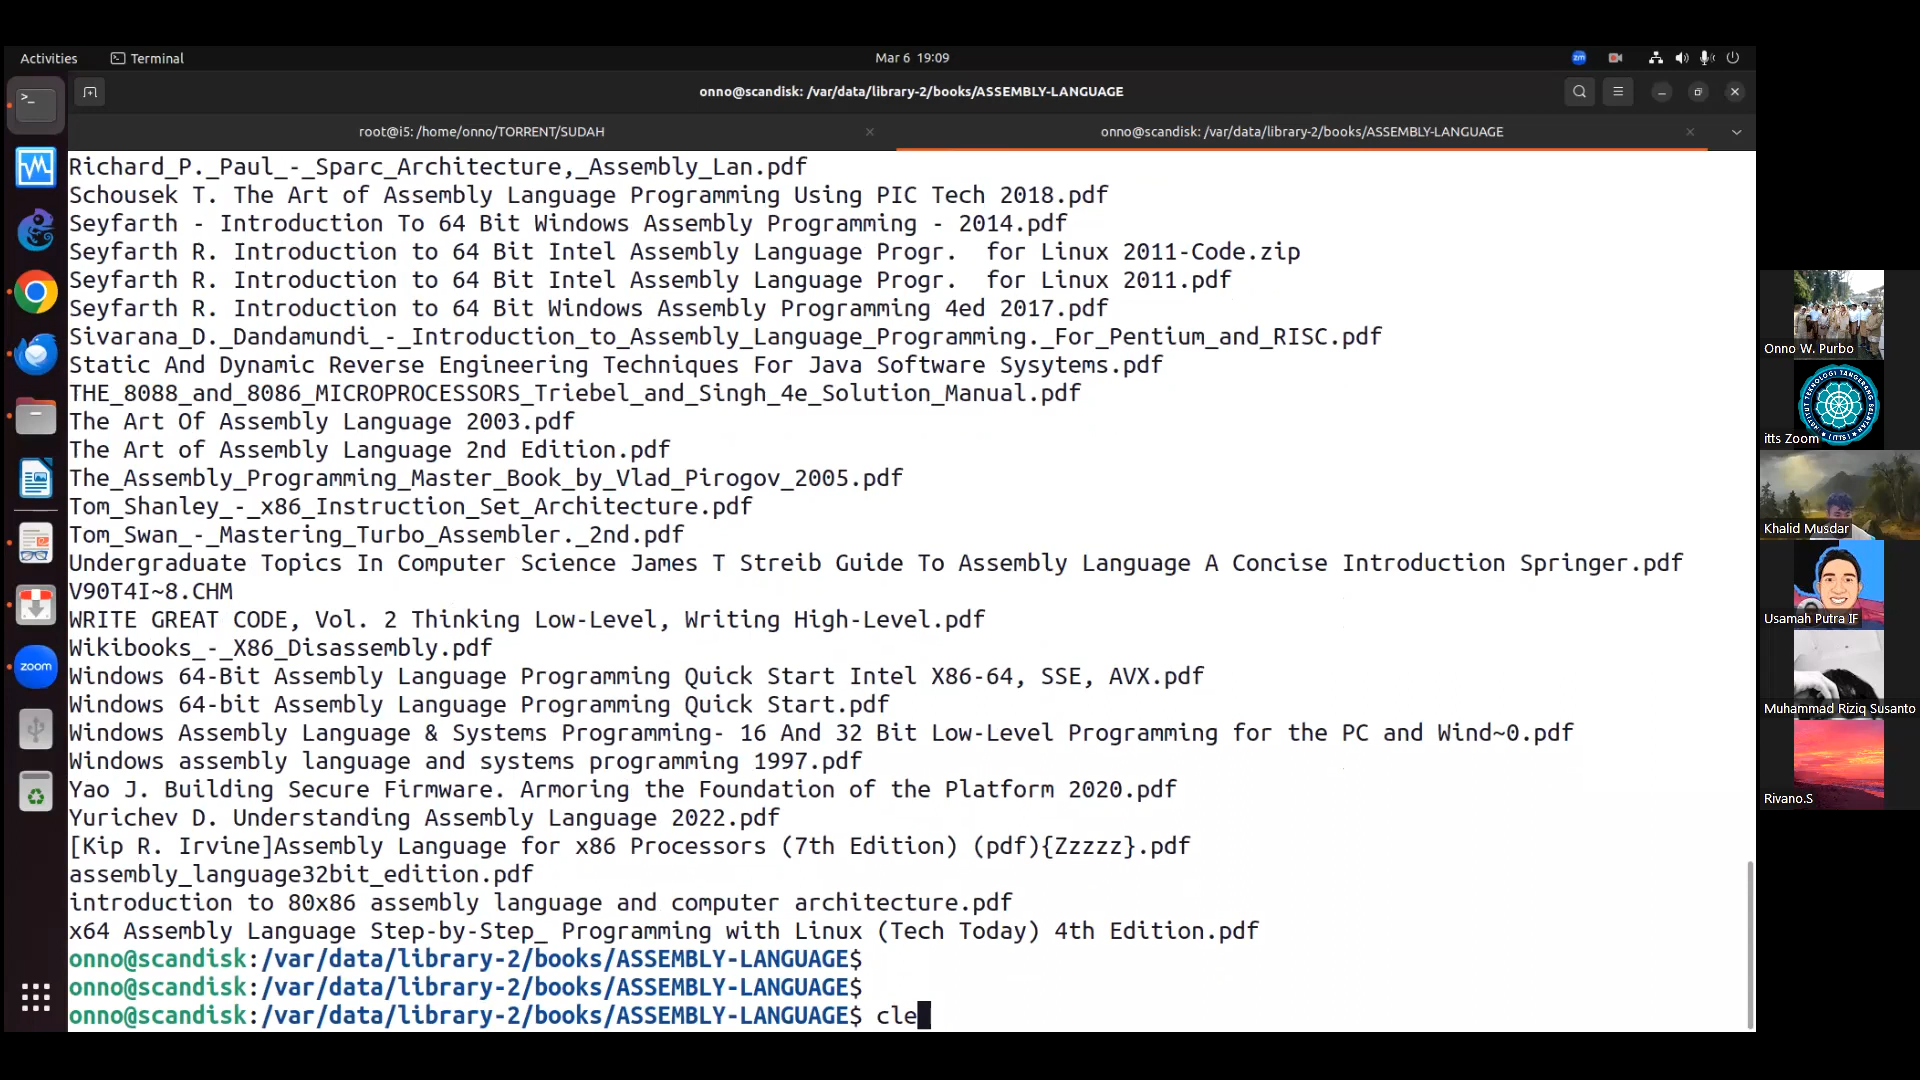 Activities
Terminal
Mar 6 19:09
zm
onno@scandisk: /var/data/library-2/books/ASSEMBLY-LANGUAGE
root@i5: /home/onno/TORRENT/SUDAH
onno@scandisk: /var/data/library-2/books/ASSEMBLY-LANGUAGE
Richard_P._Paul_-_Sparc_Architecture,_Assembly_Lan.pdf
Schousek T. The Art of Assembly Language Programming Using PIC Tech 2018.pdf
Seyfarth - Introduction To 64 Bit Windows Assembly Programming - 2014.pdf
Seyfarth R. Introduction to 64 Bit Intel Assembly Language Progr.  for Linux 2011-Code.zip
Seyfarth R. Introduction to 64 Bit Intel Assembly Language Progr.  for Linux 2011.pdf
Seyfarth R. Introduction to 64 Bit Windows Assembly Programming 4ed 2017.pdf
Sivarana_D._Dandamundi_-_Introduction_to_Assembly_Language_Programming._For_Pentium_and_RISC.pdf
Static And Dynamic Reverse Engineering Techniques For Java Software Sysytems.pdf
THE_8088_and_8086_MICROPROCESSORS_Triebel_and_Singh_4e_Solution_Manual.pdf
The Art Of Assembly Language 2003.pdf
The Art of Assembly Language 2nd Edition.pdf
The_Assembly_Programming_Master_Book_by_Vlad_Pirogov_2005.pdf
Tom_Shanley_-_x86_Instruction_Set_Architecture.pdf
Tom_Swan_-_Mastering_Turbo_Assembler._2nd.pdf
Undergraduate Topics In Computer Science James T Streib Guide To Assembly Language A Concise Introduction Springer.pdf
V90T4I~8.CHM
WRITE GREAT CODE, Vol. 2 Thinking Low-Level, Writing High-Level.pdf
Wikibooks_-_X86_Disassembly.pdf
Windows 64-Bit Assembly Language Programming Quick Start Intel X86-64, SSE, AVX.pdf
Windows 64-bit Assembly Language Programming Quick Start.pdf
Windows Assembly Language & Systems Programming- 16 And 32 Bit Low-Level Programming for the PC and Wind~0.pdf
Windows assembly language and systems programming 1997.pdf
Yao J. Building Secure Firmware. Armoring the Foundation of the Platform 2020.pdf
Yurichev D. Understanding Assembly Language 2022.pdf
[Kip R. Irvine]Assembly Language for x86 Processors (7th Edition) (pdf){Zzzzz}.pdf
assembly_language32bit_edition.pdf
introduction to 80x86 assembly language and computer architecture.pdf
x64 Assembly Language Step-by-Step_ Programming with Linux (Tech Today) 4th Edition.pdf
onno@scandisk:/var/data/library-2/books/ASSEMBLY-LANGUAGE$
onno@scandisk:/var/data/library-2/books/ASSEMBLY-LANGUAGE$
onno@scandisk:/var/data/library-2/books/ASSEMBLY-LANGUAGE$ cle
zoom
Onno W. Purbo
INSTITUT TEKNOLOGI TANGERANG SELATAN
(ITTS)
itts Zoom
Khalid Musdar
Usamah Putra IF
Muhammad Riziq Susanto
Rivano.S